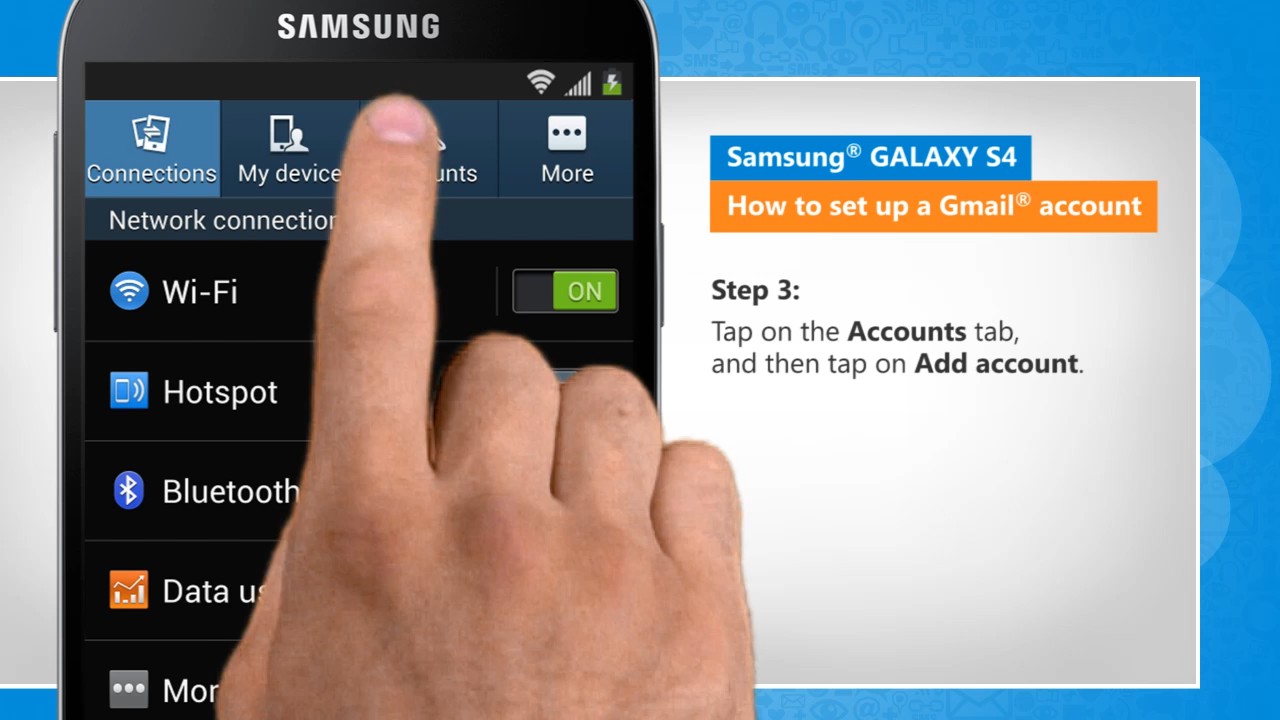 SAMSUNG
Connections
My device
More
Wi-Fi
ON
Hotspot
Bluetooth
Data
Samsung® GALAXY S4
How to set up a Gmail® account
Step 3:
Tap on the Accounts tab,
and then tap on Add account.